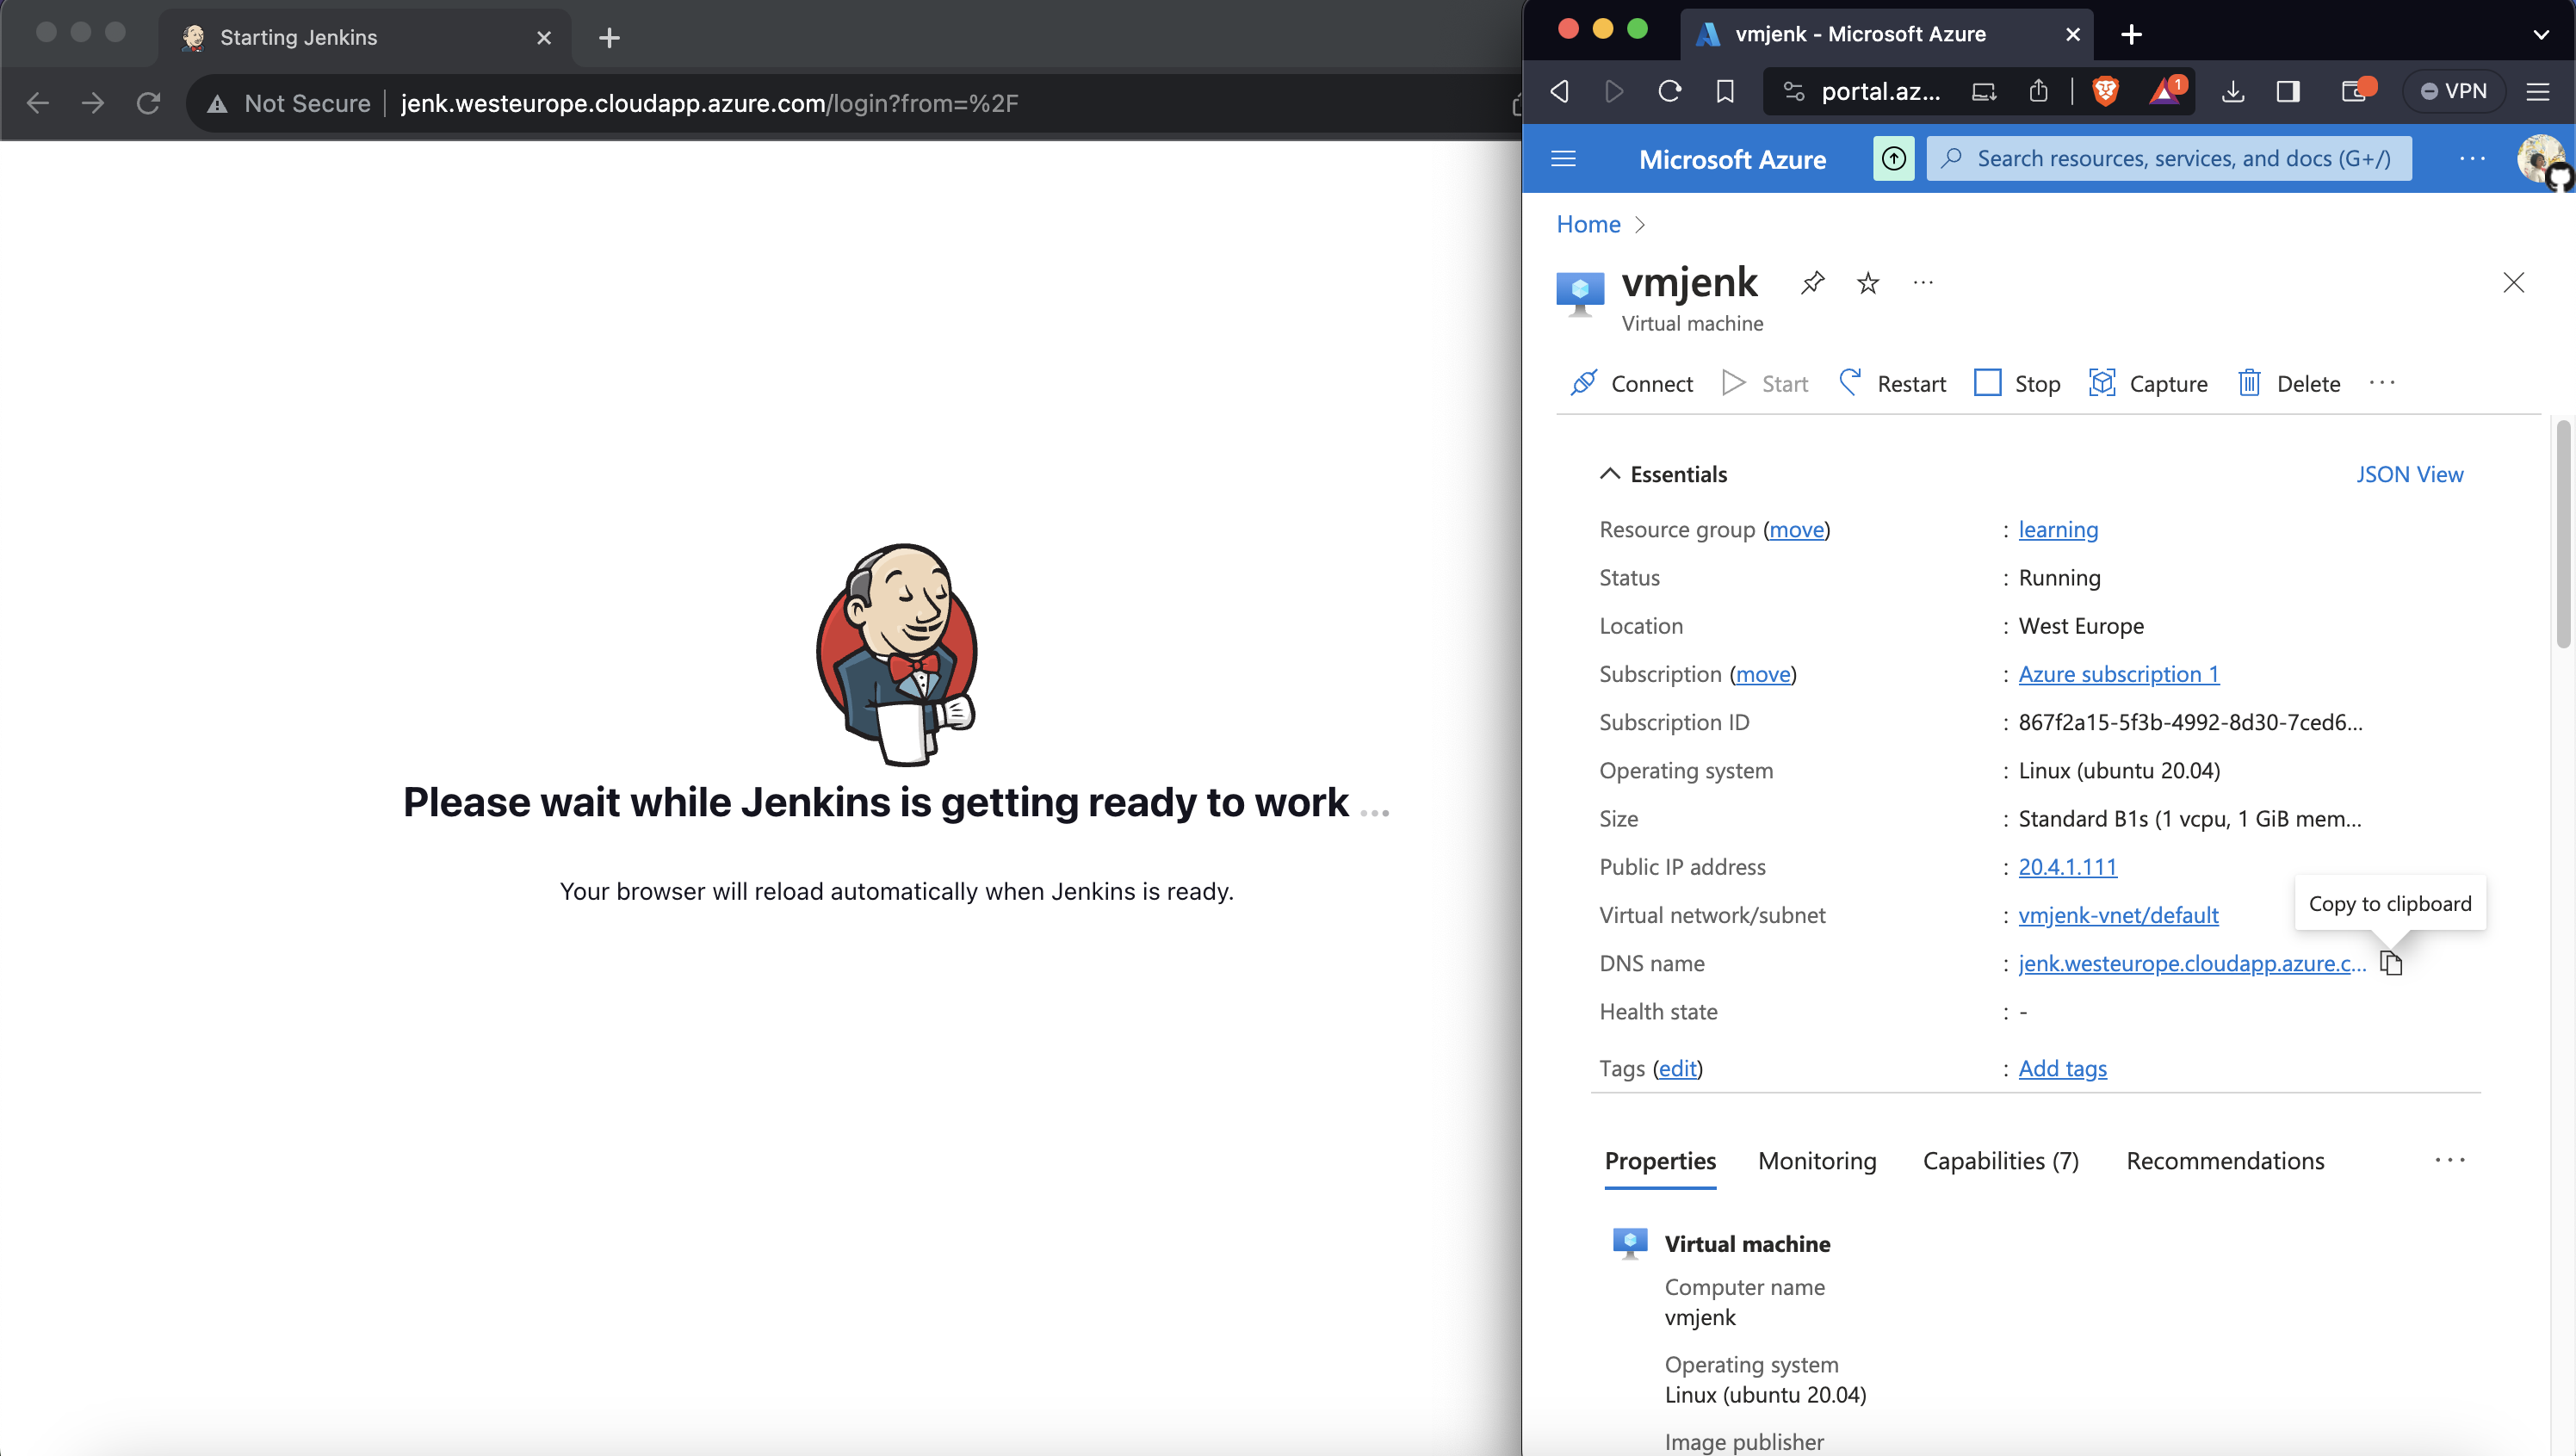 Starting Jenkins
Not Secure
jenk.westeurope.cloudapp.azure.com/login?from=%2F
Please wait while Jenkins is getting ready to work ...
Your browser will reload automatically when Jenkins is ready.
vmjenk - Microsoft Azure
portal.az...
1
VPN
Microsoft Azure
Search resources, services, and docs (G+/)
...
Home >
vmjenk
...
Virtual machine
Connect
Start
Restart
Stop
Capture
Delete
...
Essentials
JSON View
Resource group (move) : learning
Status : Running
Location : West Europe
Subscription (move) : Azure subscription 1
Subscription ID : 867f2a15-5f3b-4992-8d30-7ced6...
Operating system : Linux (ubuntu 20.04)
Size : Standard B1s (1 vcpu, 1 GiB mem...
Public IP address : 20.4.1.111
Copy to clipboard
Virtual network/subnet : vmjenk-vnet/default
DNS name : jenk.westeurope.cloudapp.azure.c...
Health state : -
Tags (edit) : Add tags
Properties
Monitoring
Capabilities (7)
Recommendations
...
Virtual machine
Computer name
vmjenk
Operating system
Linux (ubuntu 20.04)
Image publisher